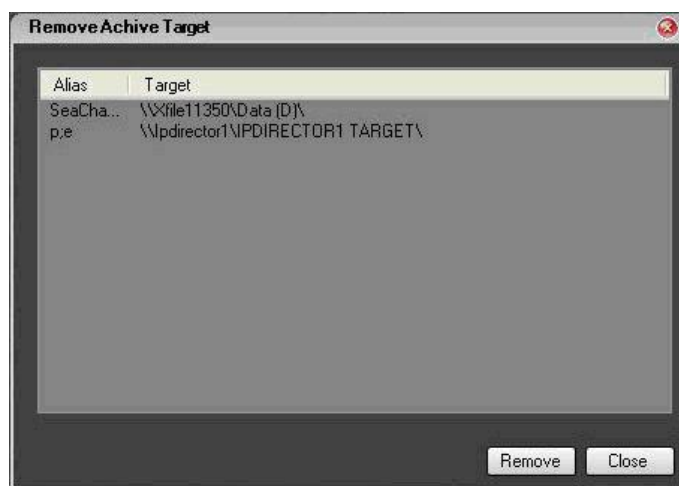 Remove Achive Target
Alias Target
SeaCha... \\Xfile11350\Data (D)\
p;e \\Ipdirector1\IPDIRECTOR1 TARGET\
Remove Close